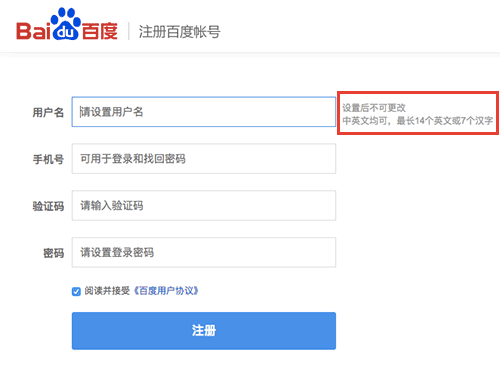 Bai du 百度 注册百度帐号
用户名 请设置用户名 设置后不可更改
中英文均可，最长14个英文或7个汉字
手机号 可用于登录和找回密码
验证码 请输入验证码
密码 请设置登录密码
阅读并接受《百度用户协议》
注册